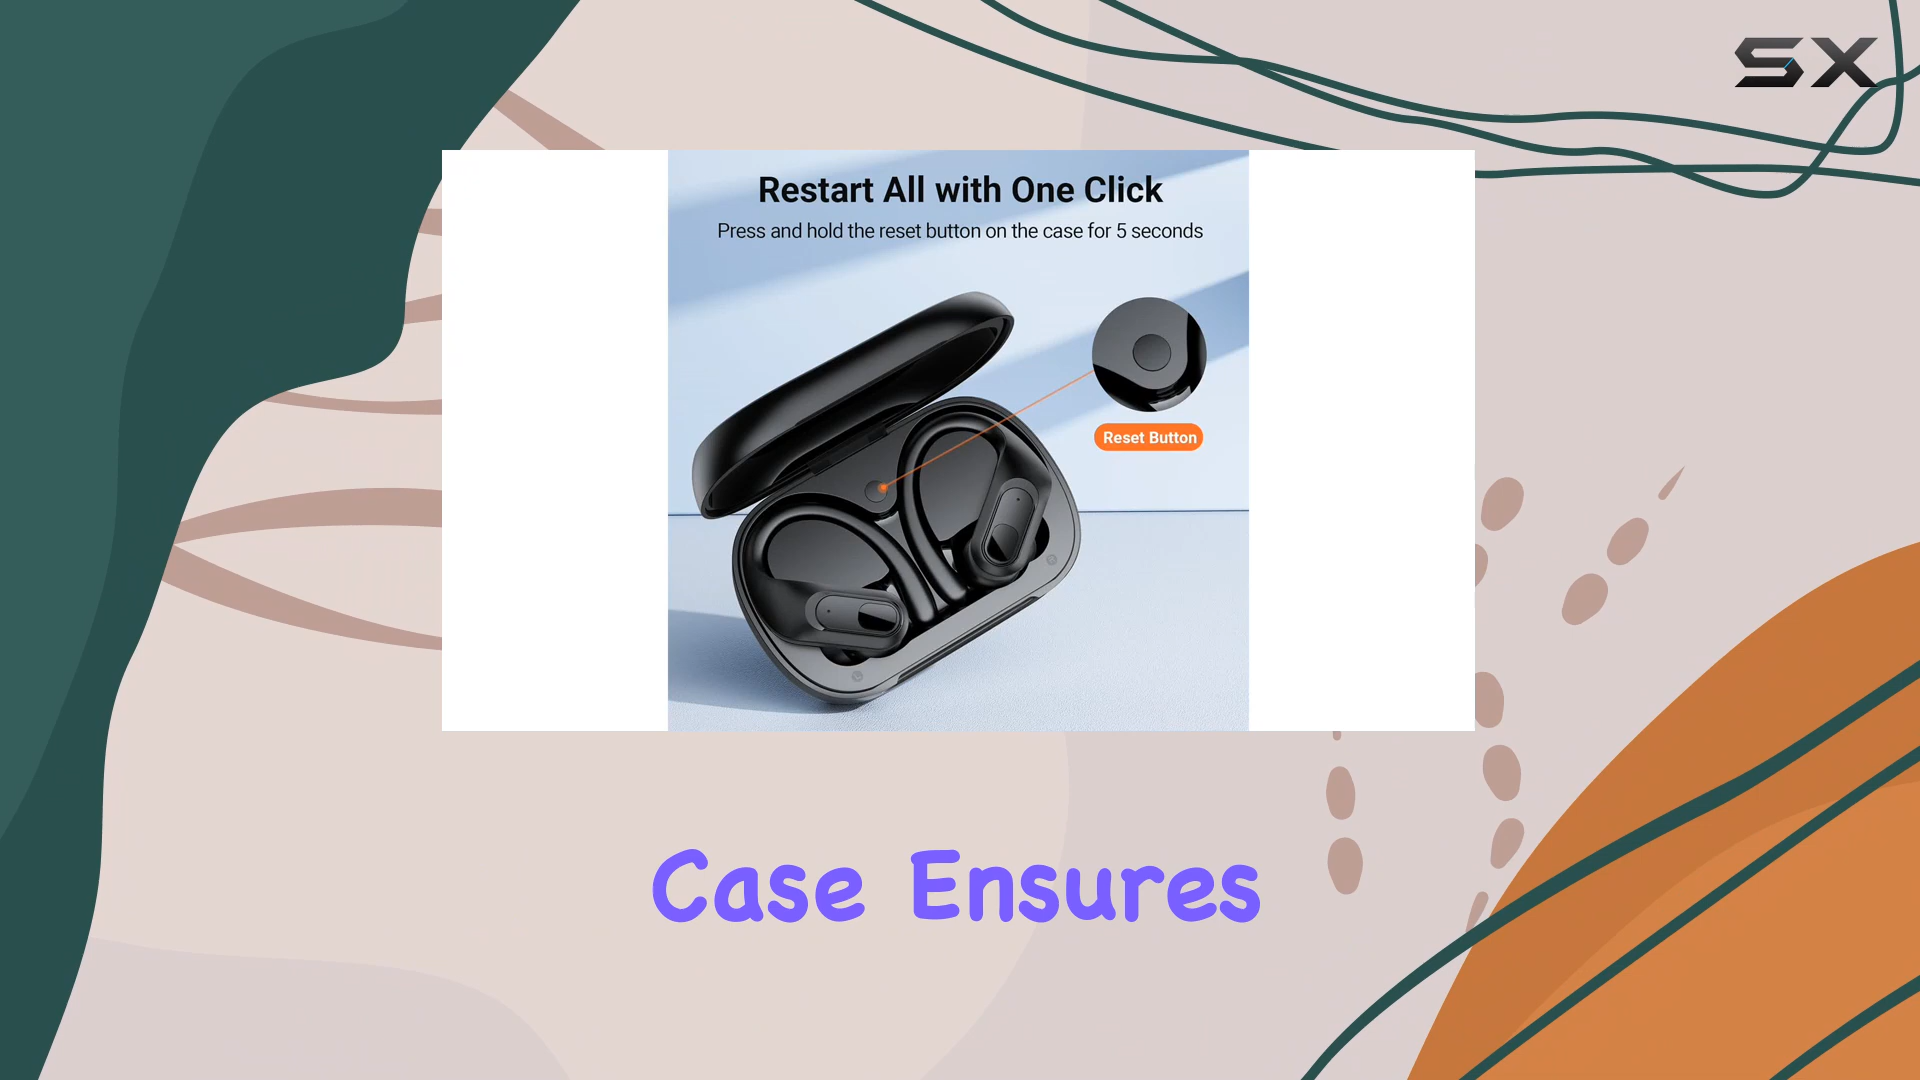 SX
Restart All with One Click
Press and hold the reset button on the case for 5 seconds
Reset Button
Case Ensures